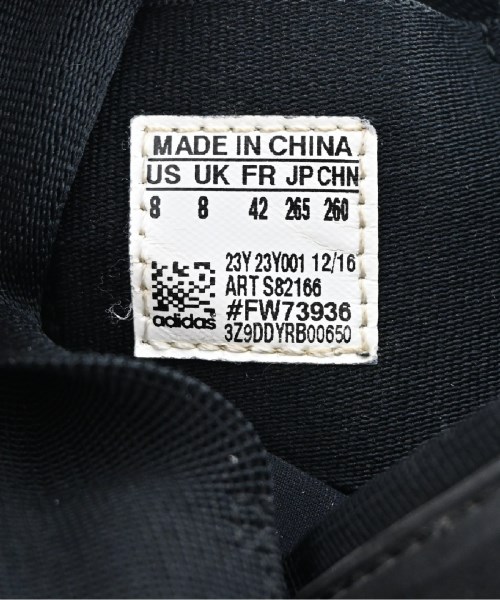 MADE IN CHINA
US UK FR JP CHN
8 8 42 265 260
23Y 23Y001 12/16
ART S82166
#FW73936
adidas
3Z9DDYRB00650